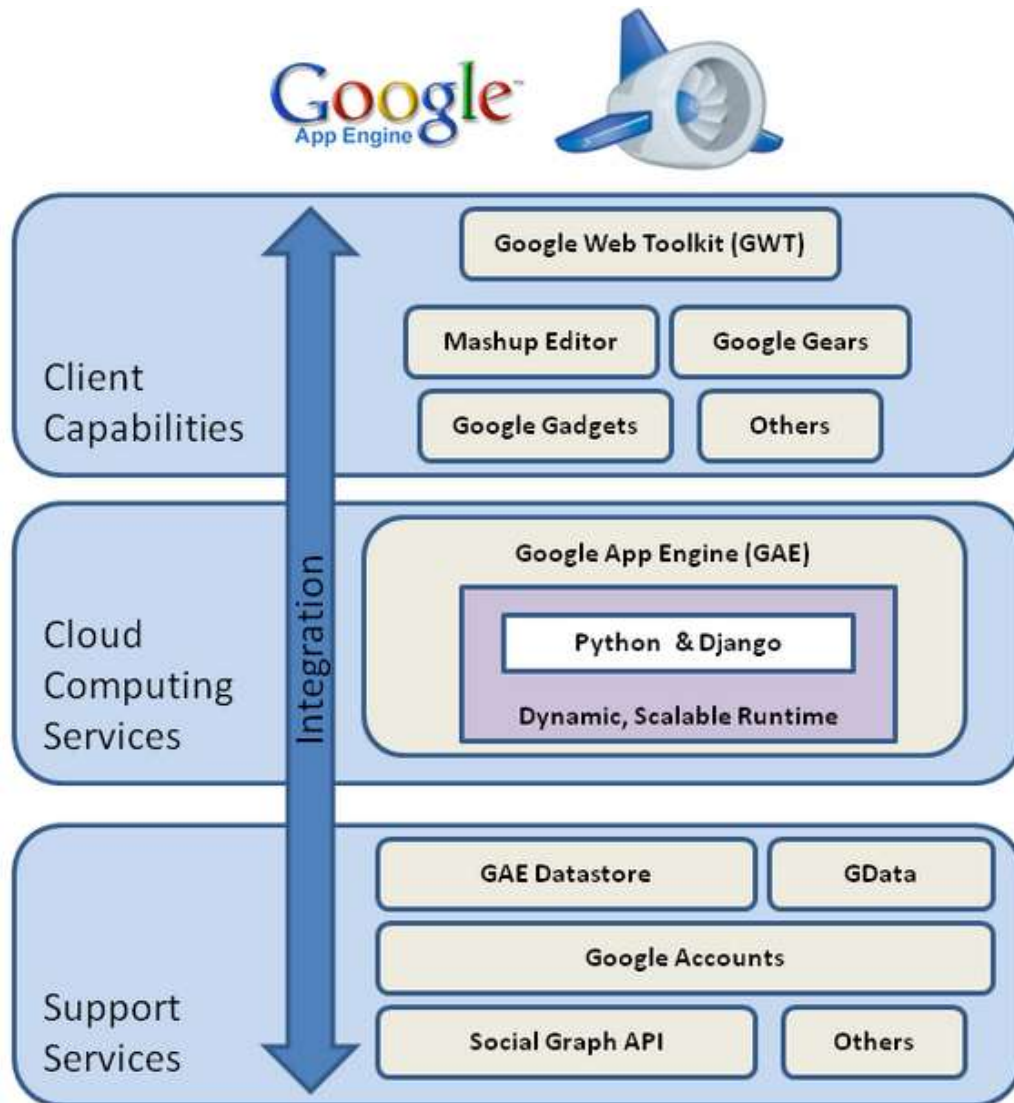 Google™
App Engine
Client
Capabilities
Google Web Toolkit (GWT)
Mashup Editor
Google Gears
Google Gadgets
Others
Integration
Cloud
Computing
Services
Google App Engine (GAE)
Python & Django
Dynamic, Scalable Runtime
Support
Services
GAE Datastore
GData
Google Accounts
Social Graph API
Others